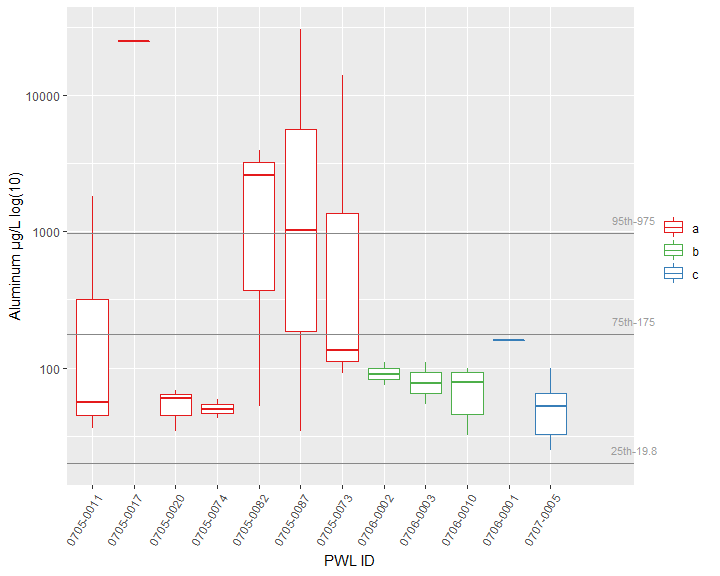 10000
1000
100
Aluminum µg/L log(10)
95th-975
75th-175
25th-19.8
a
b
c
0705-0011
0705-0017
0705-0020
0705-0074
0705-0082
0705-0087
0705-0073
0706-0002
0706-0003
0706-0010
0706-0001
0707-0005
PWL ID